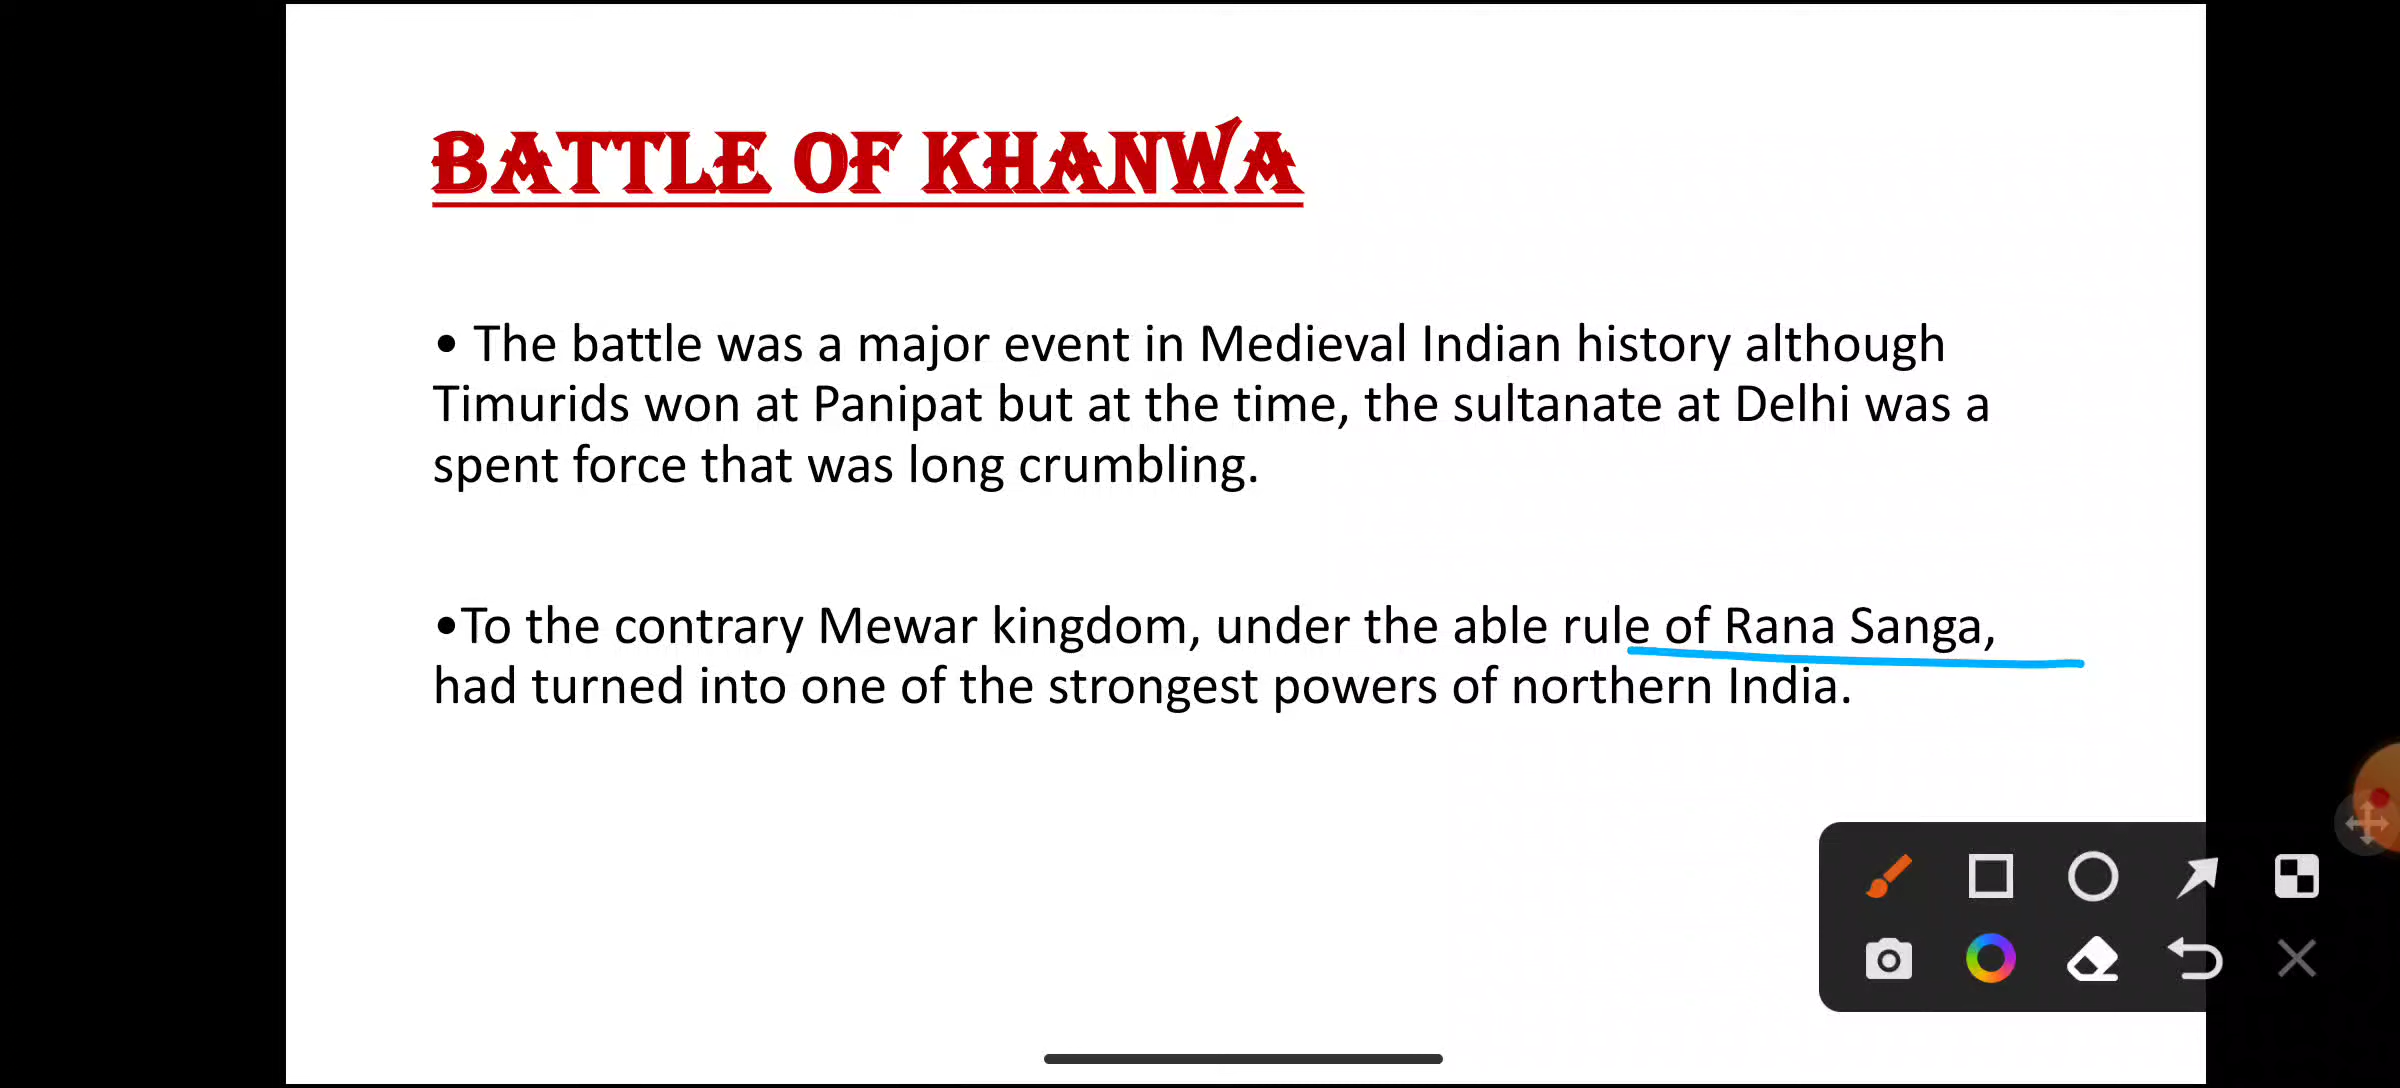 BATTLE OF KHANWA
• The battle was a major event in Medieval Indian history although
Timurids won at Panipat but at the time, the sultanate at Delhi was a
spent force that was long crumbling.
•To the contrary Mewar kingdom, under the able rule of Rana Sanga,
had turned into one of the strongest powers of northern India.